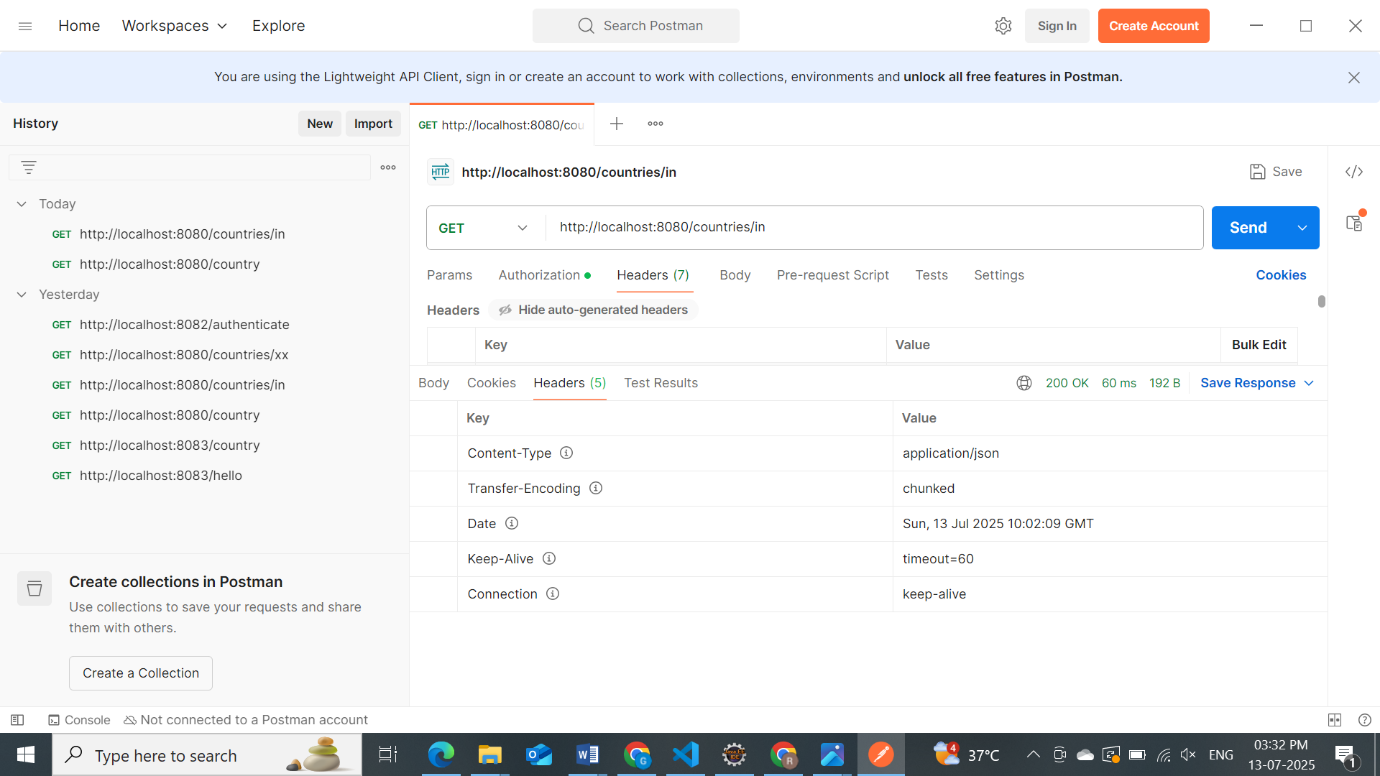 Home Workspaces Explore Search Postman Sign In Create Account
You are using the Lightweight API Client, sign in or create an account to work with collections, environments and unlock all free features in Postman.
History New Import
GET http://localhost:8080/cou
HTTP http://localhost:8080/countries/in Save
Today
GET http://localhost:8080/countries/in
GET http://localhost:8080/country
Yesterday
GET http://localhost:8082/authenticate
GET http://localhost:8080/countries/xx
GET http://localhost:8080/countries/in
GET http://localhost:8080/country
GET http://localhost:8083/country
GET http://localhost:8083/hello
GET http://localhost:8080/countries/in Send
Params Authorization Headers (7) Body Pre-request Script Tests Settings Cookies
Headers Hide auto-generated headers
Key Value Bulk Edit
Body Cookies Headers (5) Test Results 200 OK 60 ms 192 B Save Response
Key Value
Content-Type application/json
Transfer-Encoding chunked
Date Sun, 13 Jul 2025 10:02:09 GMT
Keep-Alive timeout=60
Connection keep-alive
Create collections in Postman
Use collections to save your requests and share
them with others.
Create a Collection
Console Not connected to a Postman account
Type here to search 4 37°C ENG 03:32 PM
13-07-2025 1